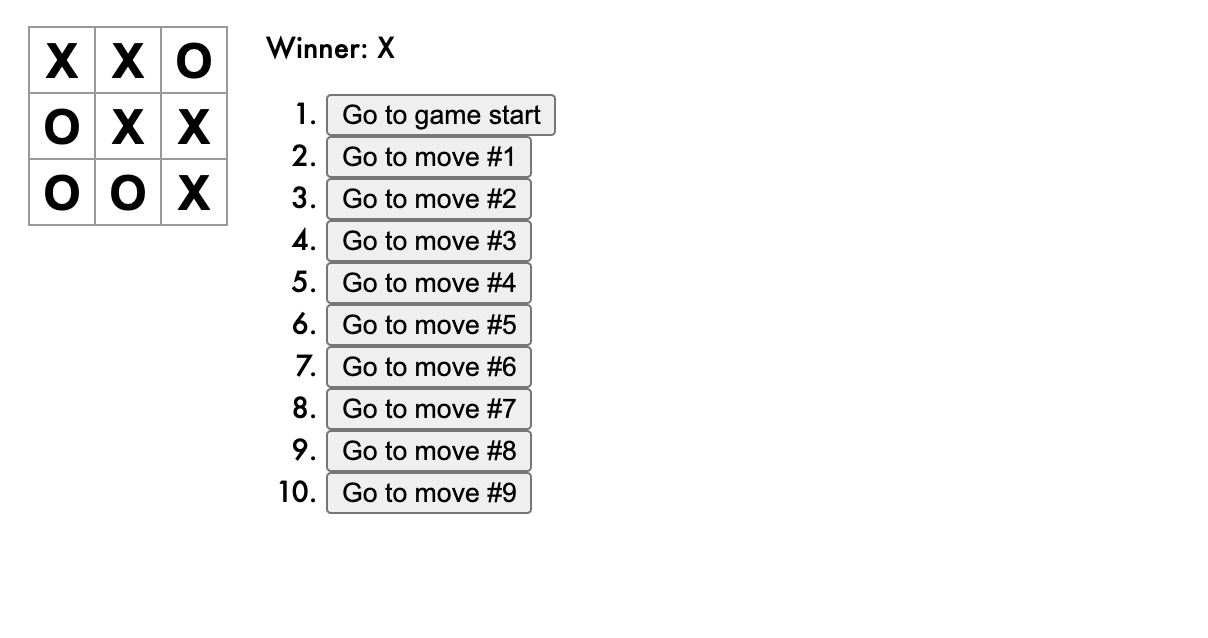 X X O
O X X
O O X
Winner: X
1. Go to game start
2. Go to move #1
3. Go to move #2
4. Go to move #3
5. Go to move #4
6. Go to move #5
7. Go to move #6
8. Go to move #7
9. Go to move #8
10. Go to move #9